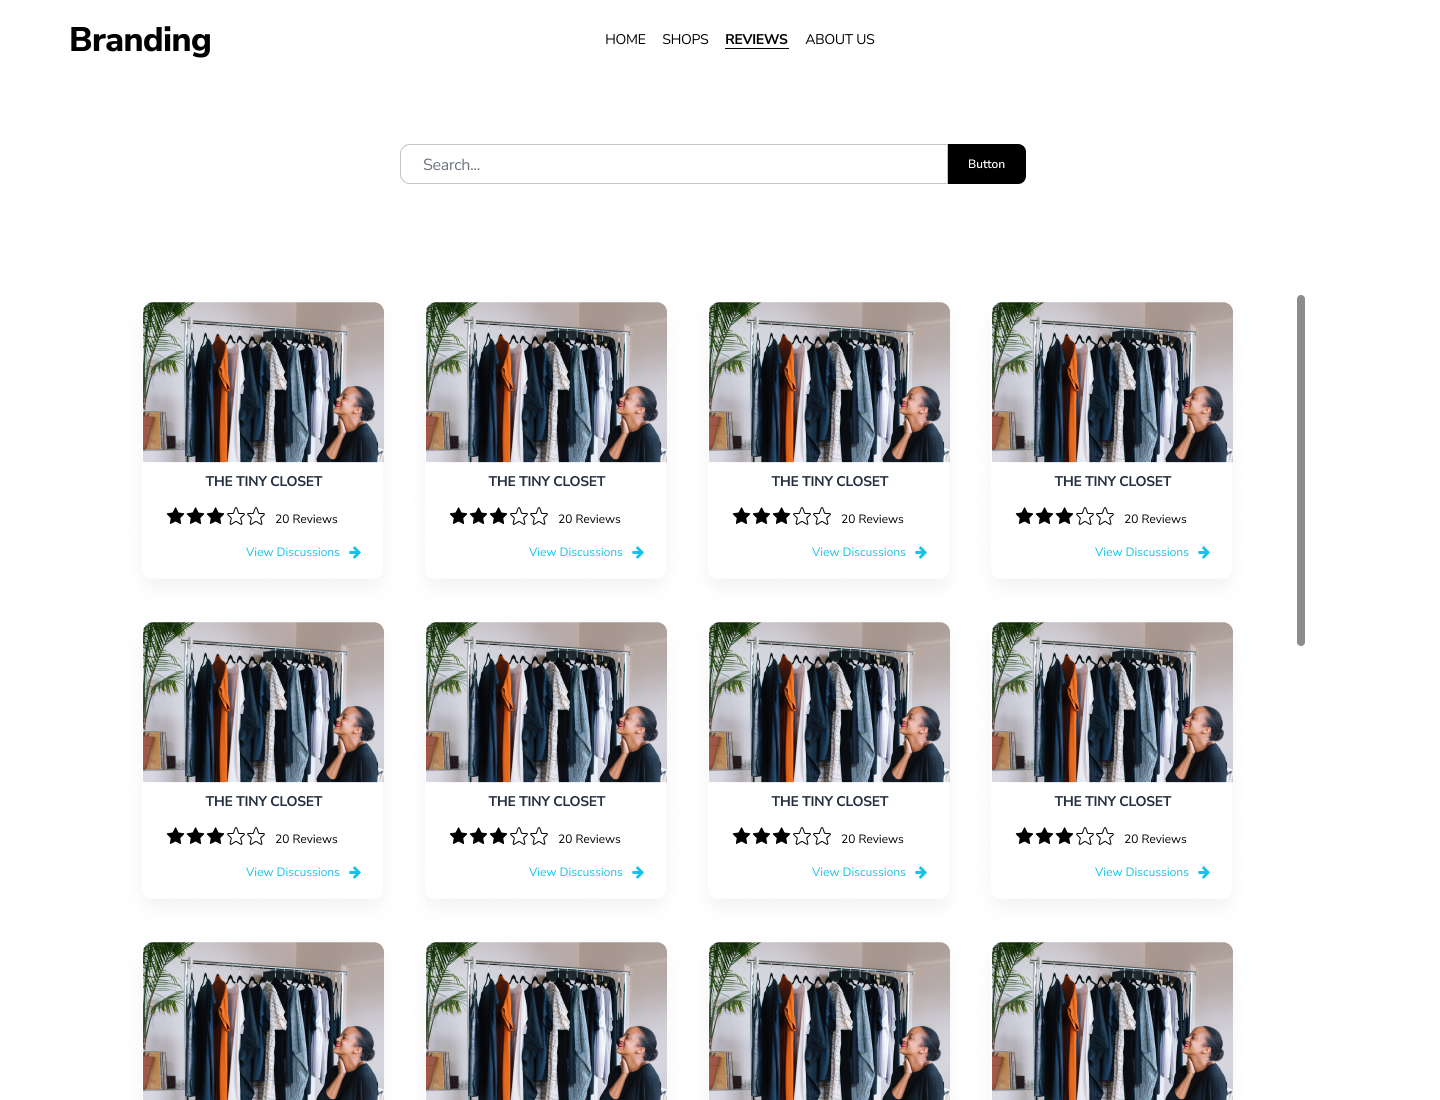 Branding
HOME SHOPS REVIEWS ABOUT US
Search... Button
THE TINY CLOSET THE TINY CLOSET THE TINY CLOSET THE TINY CLOSET
20 Reviews 20 Reviews 20 Reviews 20 Reviews
View Discussions View Discussions View Discussions View Discussions
THE TINY CLOSET THE TINY CLOSET THE TINY CLOSET THE TINY CLOSET
20 Reviews 20 Reviews 20 Reviews 20 Reviews
View Discussions View Discussions View Discussions View Discussions